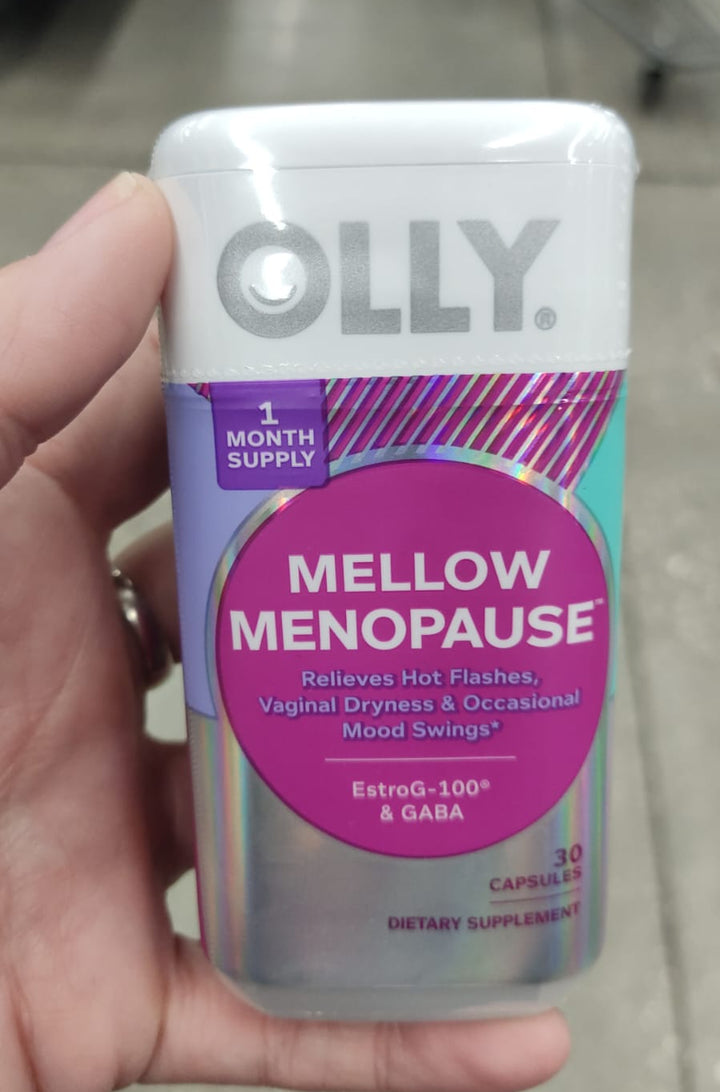 OLLY®
1
MONTH
SUPPLY
MELLOW
MENOPAUSE™
Relieves Hot Flashes,
Vaginal Dryness & Occasional
Mood Swings*
EstroG-100®
& GABA
30
CAPSULES
DIETARY SUPPLEMENT